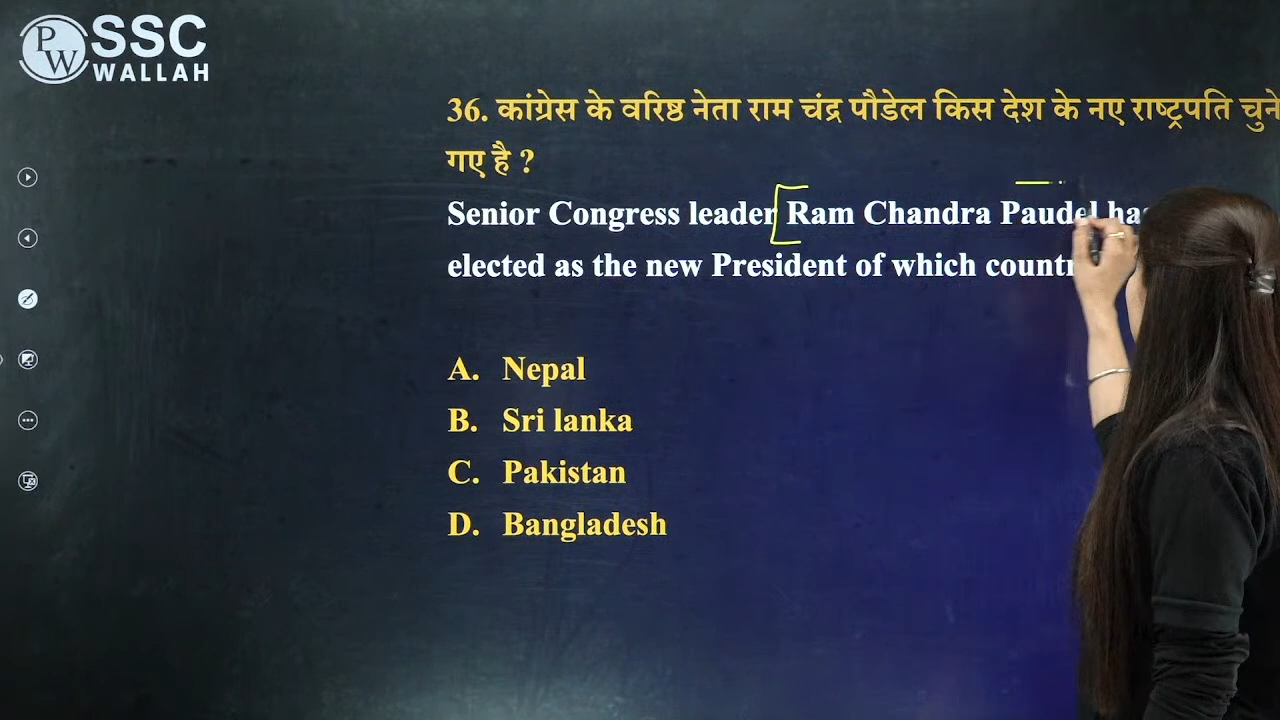 PW
SSC
WALLAH
36. कांग्रेस के वरिष्ठ नेता राम चंद्र पौडेल किस देश के नए राष्ट्रपति चुने
गए है ?
Senior Congress leader Ram Chandra Paudel
elected as the new President of which
A. Nepal
B. Sri lanka
C. Pakistan
D. Bangladesh